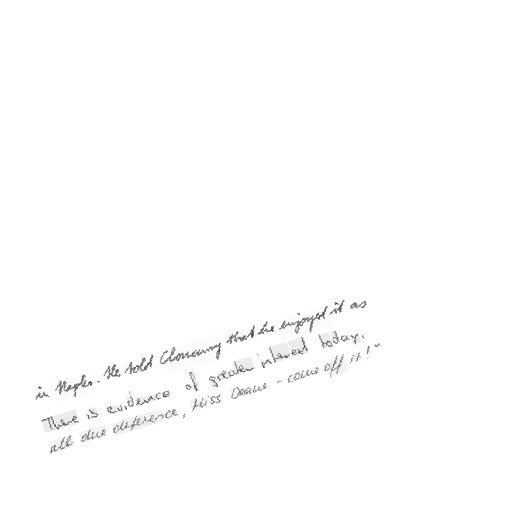 in Naples. He told Clonmany that he enjoyed it as
There is evidence of greater interest today.
all due deference, Miss Deane - come off it!"